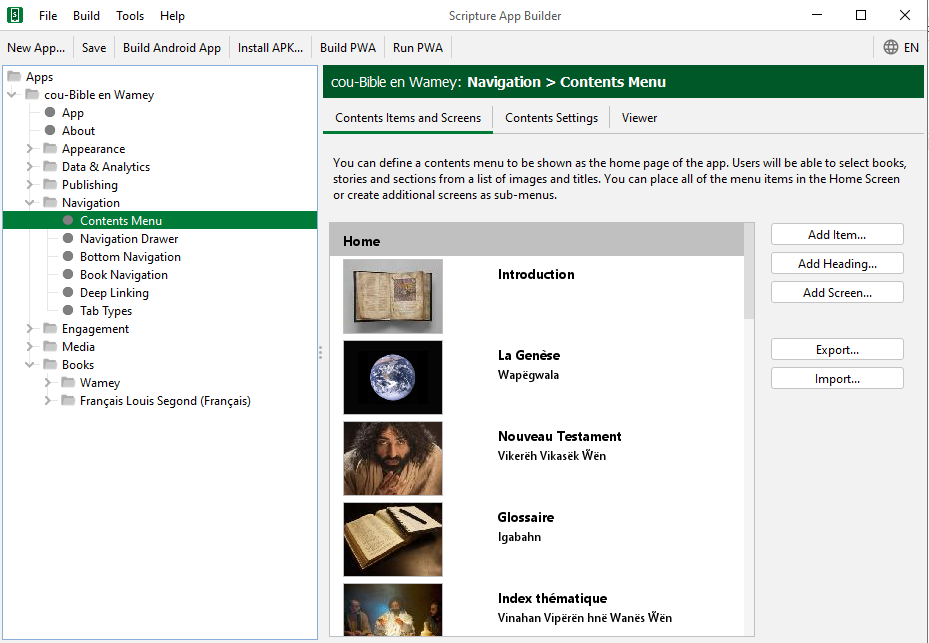 File Build Tools Help
Scripture App Builder
New App... Save Build Android App Install APK... Build PWA Run PWA EN
Apps
cou-Bible en Wamey
App
About
Appearance
Data & Analytics
Publishing
Navigation
Contents Menu
Navigation Drawer
Bottom Navigation
Book Navigation
Deep Linking
Tab Types
Engagement
Media
Books
Wamey
Français Louis Segond (Français)
cou-Bible en Wamey: Navigation > Contents Menu
Contents Items and Screens Contents Settings Viewer
You can define a contents menu to be shown as the home page of the app. Users will be able to select books,
stories and sections from a list of images and titles. You can place all of the menu items in the Home Screen
or create additional screens as sub-menus.
Home
Introduction
La Genèse
Wapëgwala
Nouveau Testament
Vikerëh Vikasëk W̃ën
Glossaire
Igabahn
Index thématique
Vinahan Vipërën hnë Wanës W̃ën
Add Item...
Add Heading...
Add Screen...
Export...
Import...